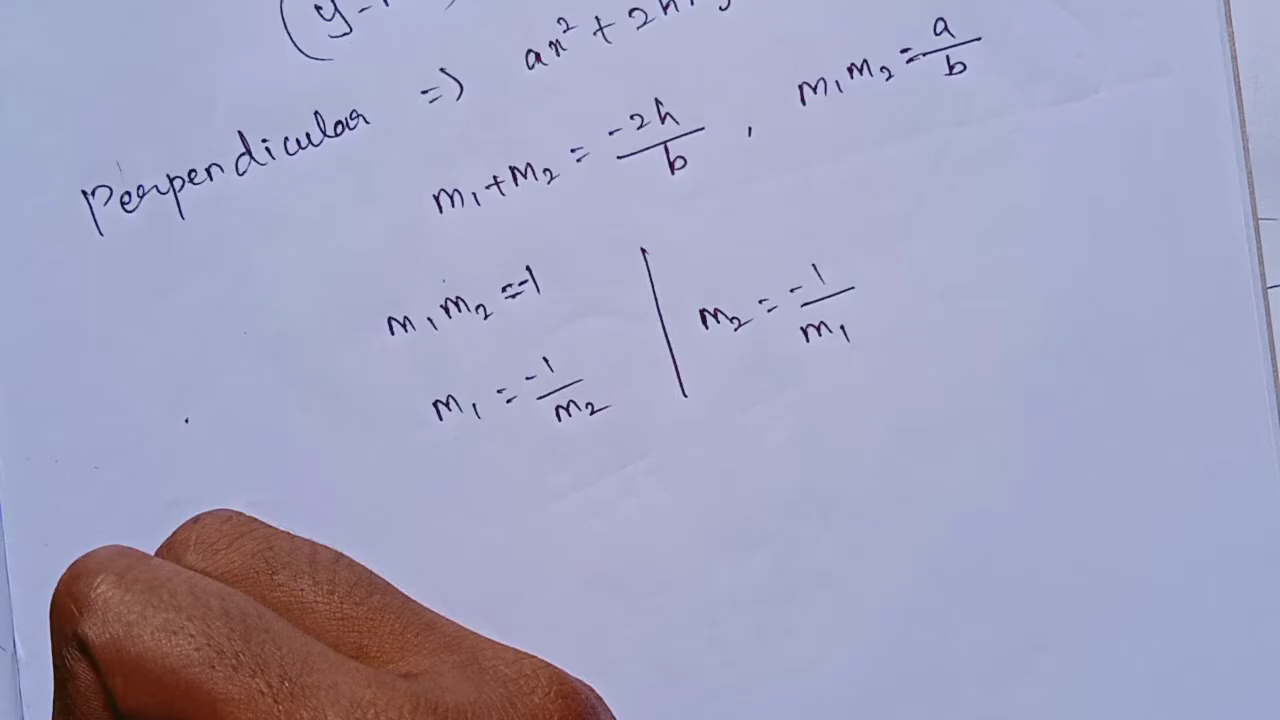 (y-
Perpendicular => ax² + 2h
m₁+m₂ = -2h/b , m₁m₂ = a/b
m₁m₂ = -1 | m₂ = -1/m₁
m₁ = -1/m₂